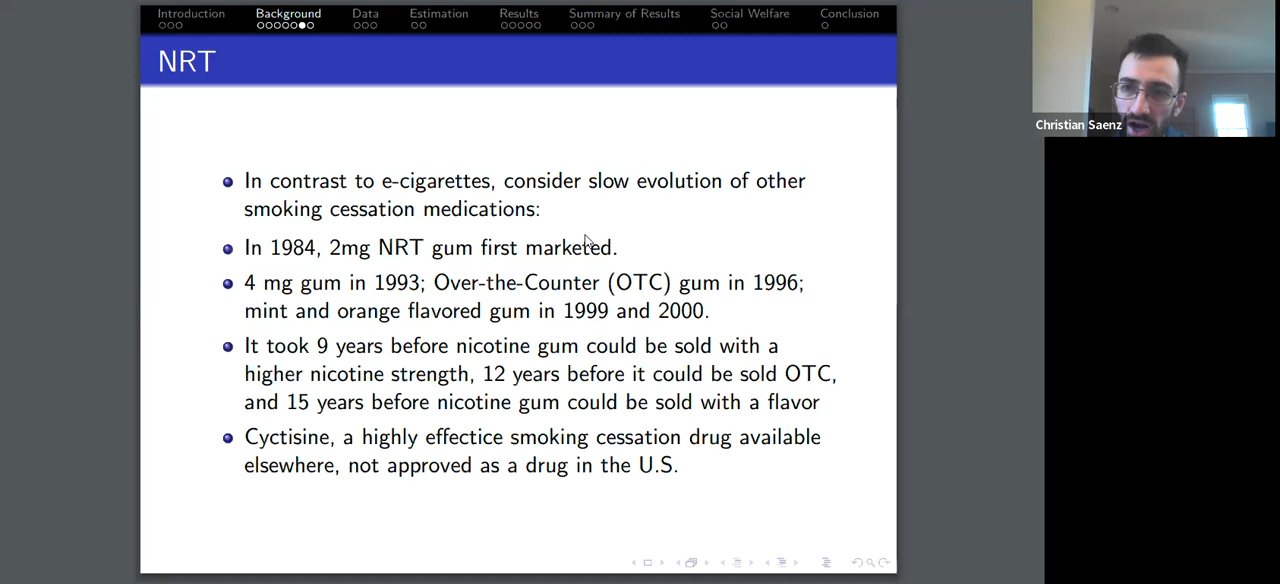 Introduction Background Data Estimation Results Summary of Results Social Welfare Conclusion
NRT
In contrast to e-cigarettes, consider slow evolution of other
smoking cessation medications:
In 1984, 2mg NRT gum first marketed.
4 mg gum in 1993; Over-the-Counter (OTC) gum in 1996;
mint and orange flavored gum in 1999 and 2000.
It took 9 years before nicotine gum could be sold with a
higher nicotine strength, 12 years before it could be sold OTC,
and 15 years before nicotine gum could be sold with a flavor
Cyctisine, a highly effectice smoking cessation drug available
elsewhere, not approved as a drug in the U.S.
Christian Saenz